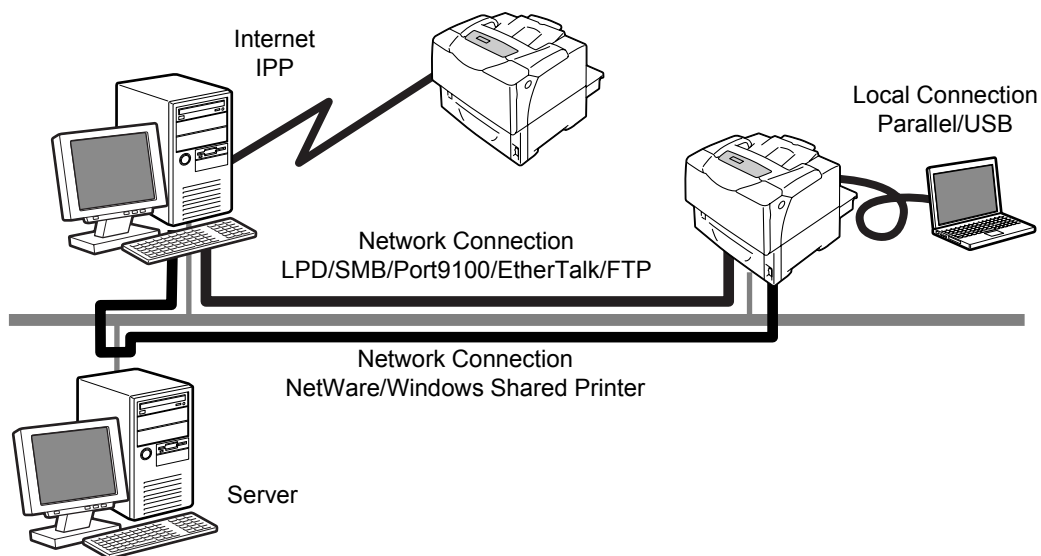 Internet
IPP
Local Connection
Parallel/USB
Network Connection
LPD/SMB/Port9100/EtherTalk/FTP
Network Connection
NetWare/Windows Shared Printer
Server